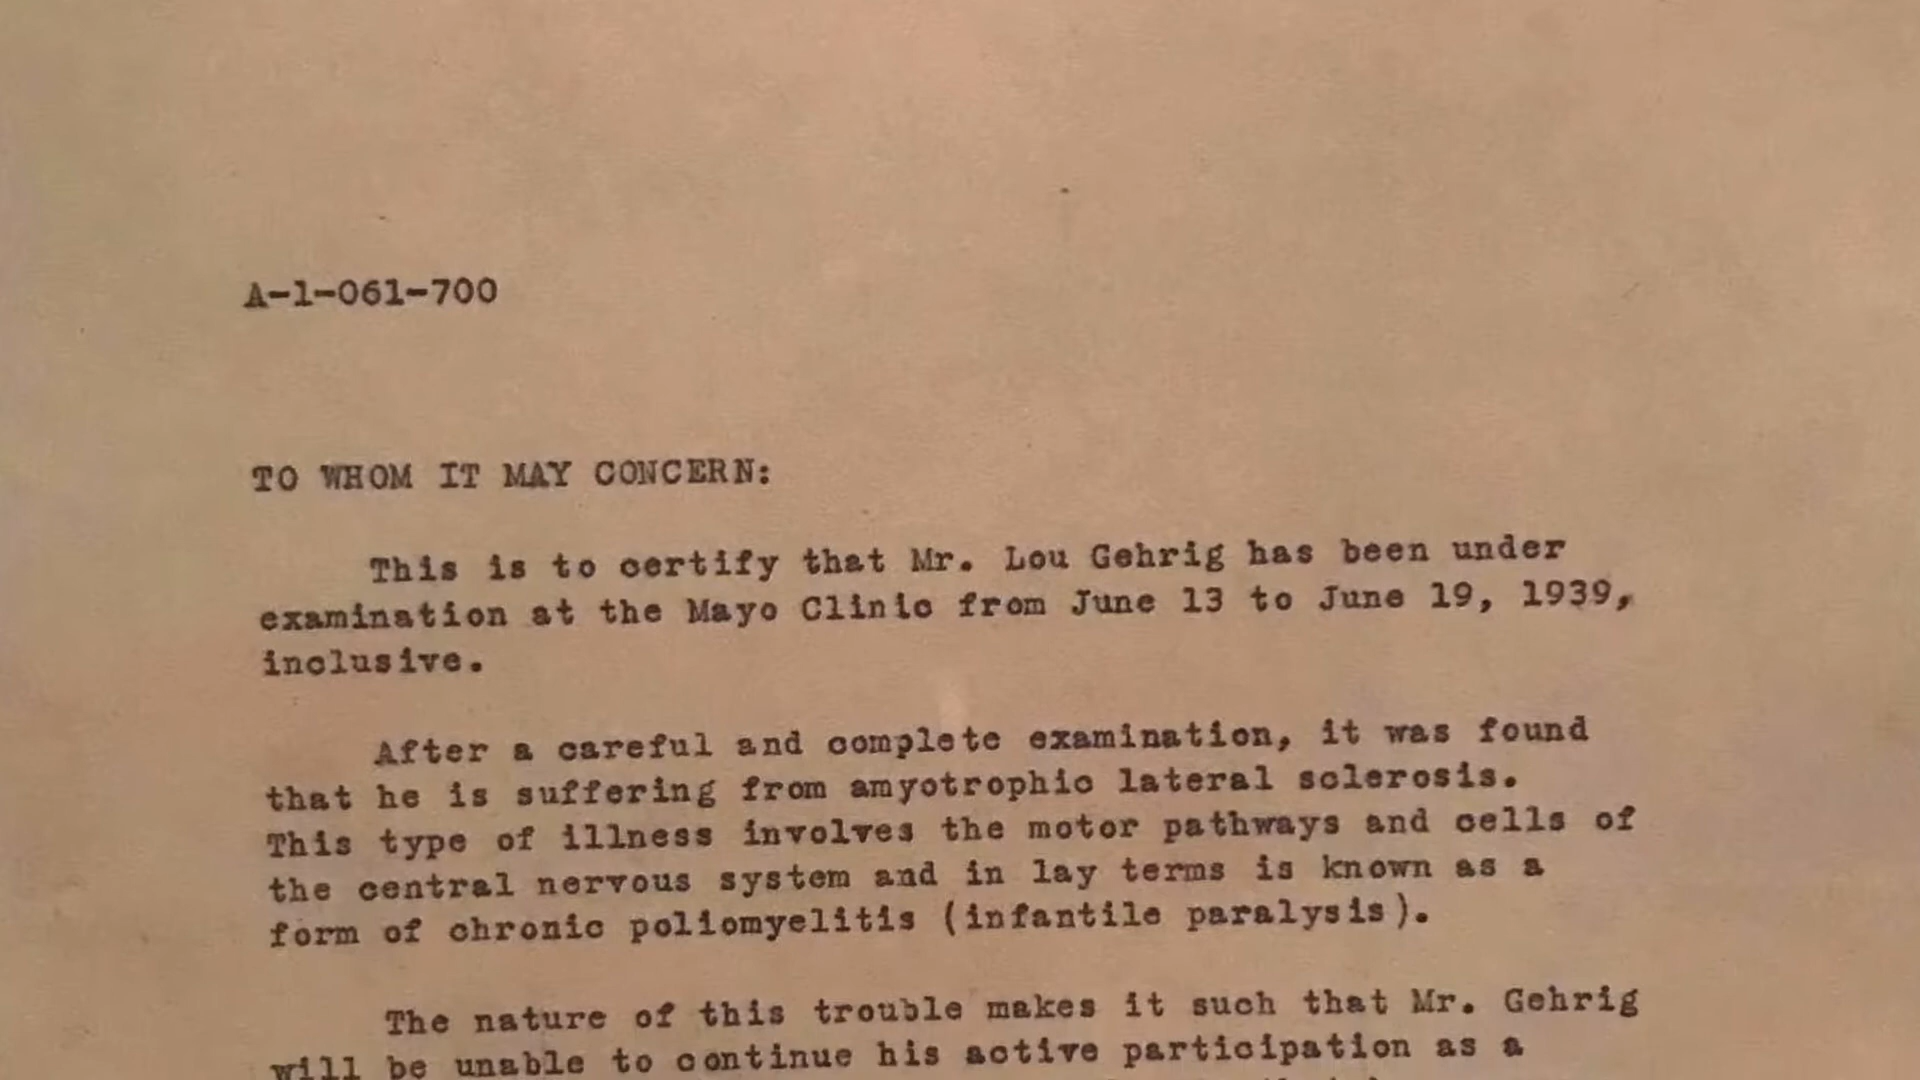 A-1-061-700
TO WHOM IT MAY CONCERN:
This is to certify that Mr. Lou Gehrig has been under
examination at the Mayo Clinic from June 13 to June 19, 1939,
inclusive.
After a careful and complete examination, it was found
that he is suffering from amyotrophic lateral sclerosis.
This type of illness involves the motor pathways and cells of
the central nervous system and in lay terms is known as a
form of chronic poliomyelitis (infantile paralysis).
The nature of this trouble makes it such that Mr. Gehrig
will be unable to continue his active participation as a